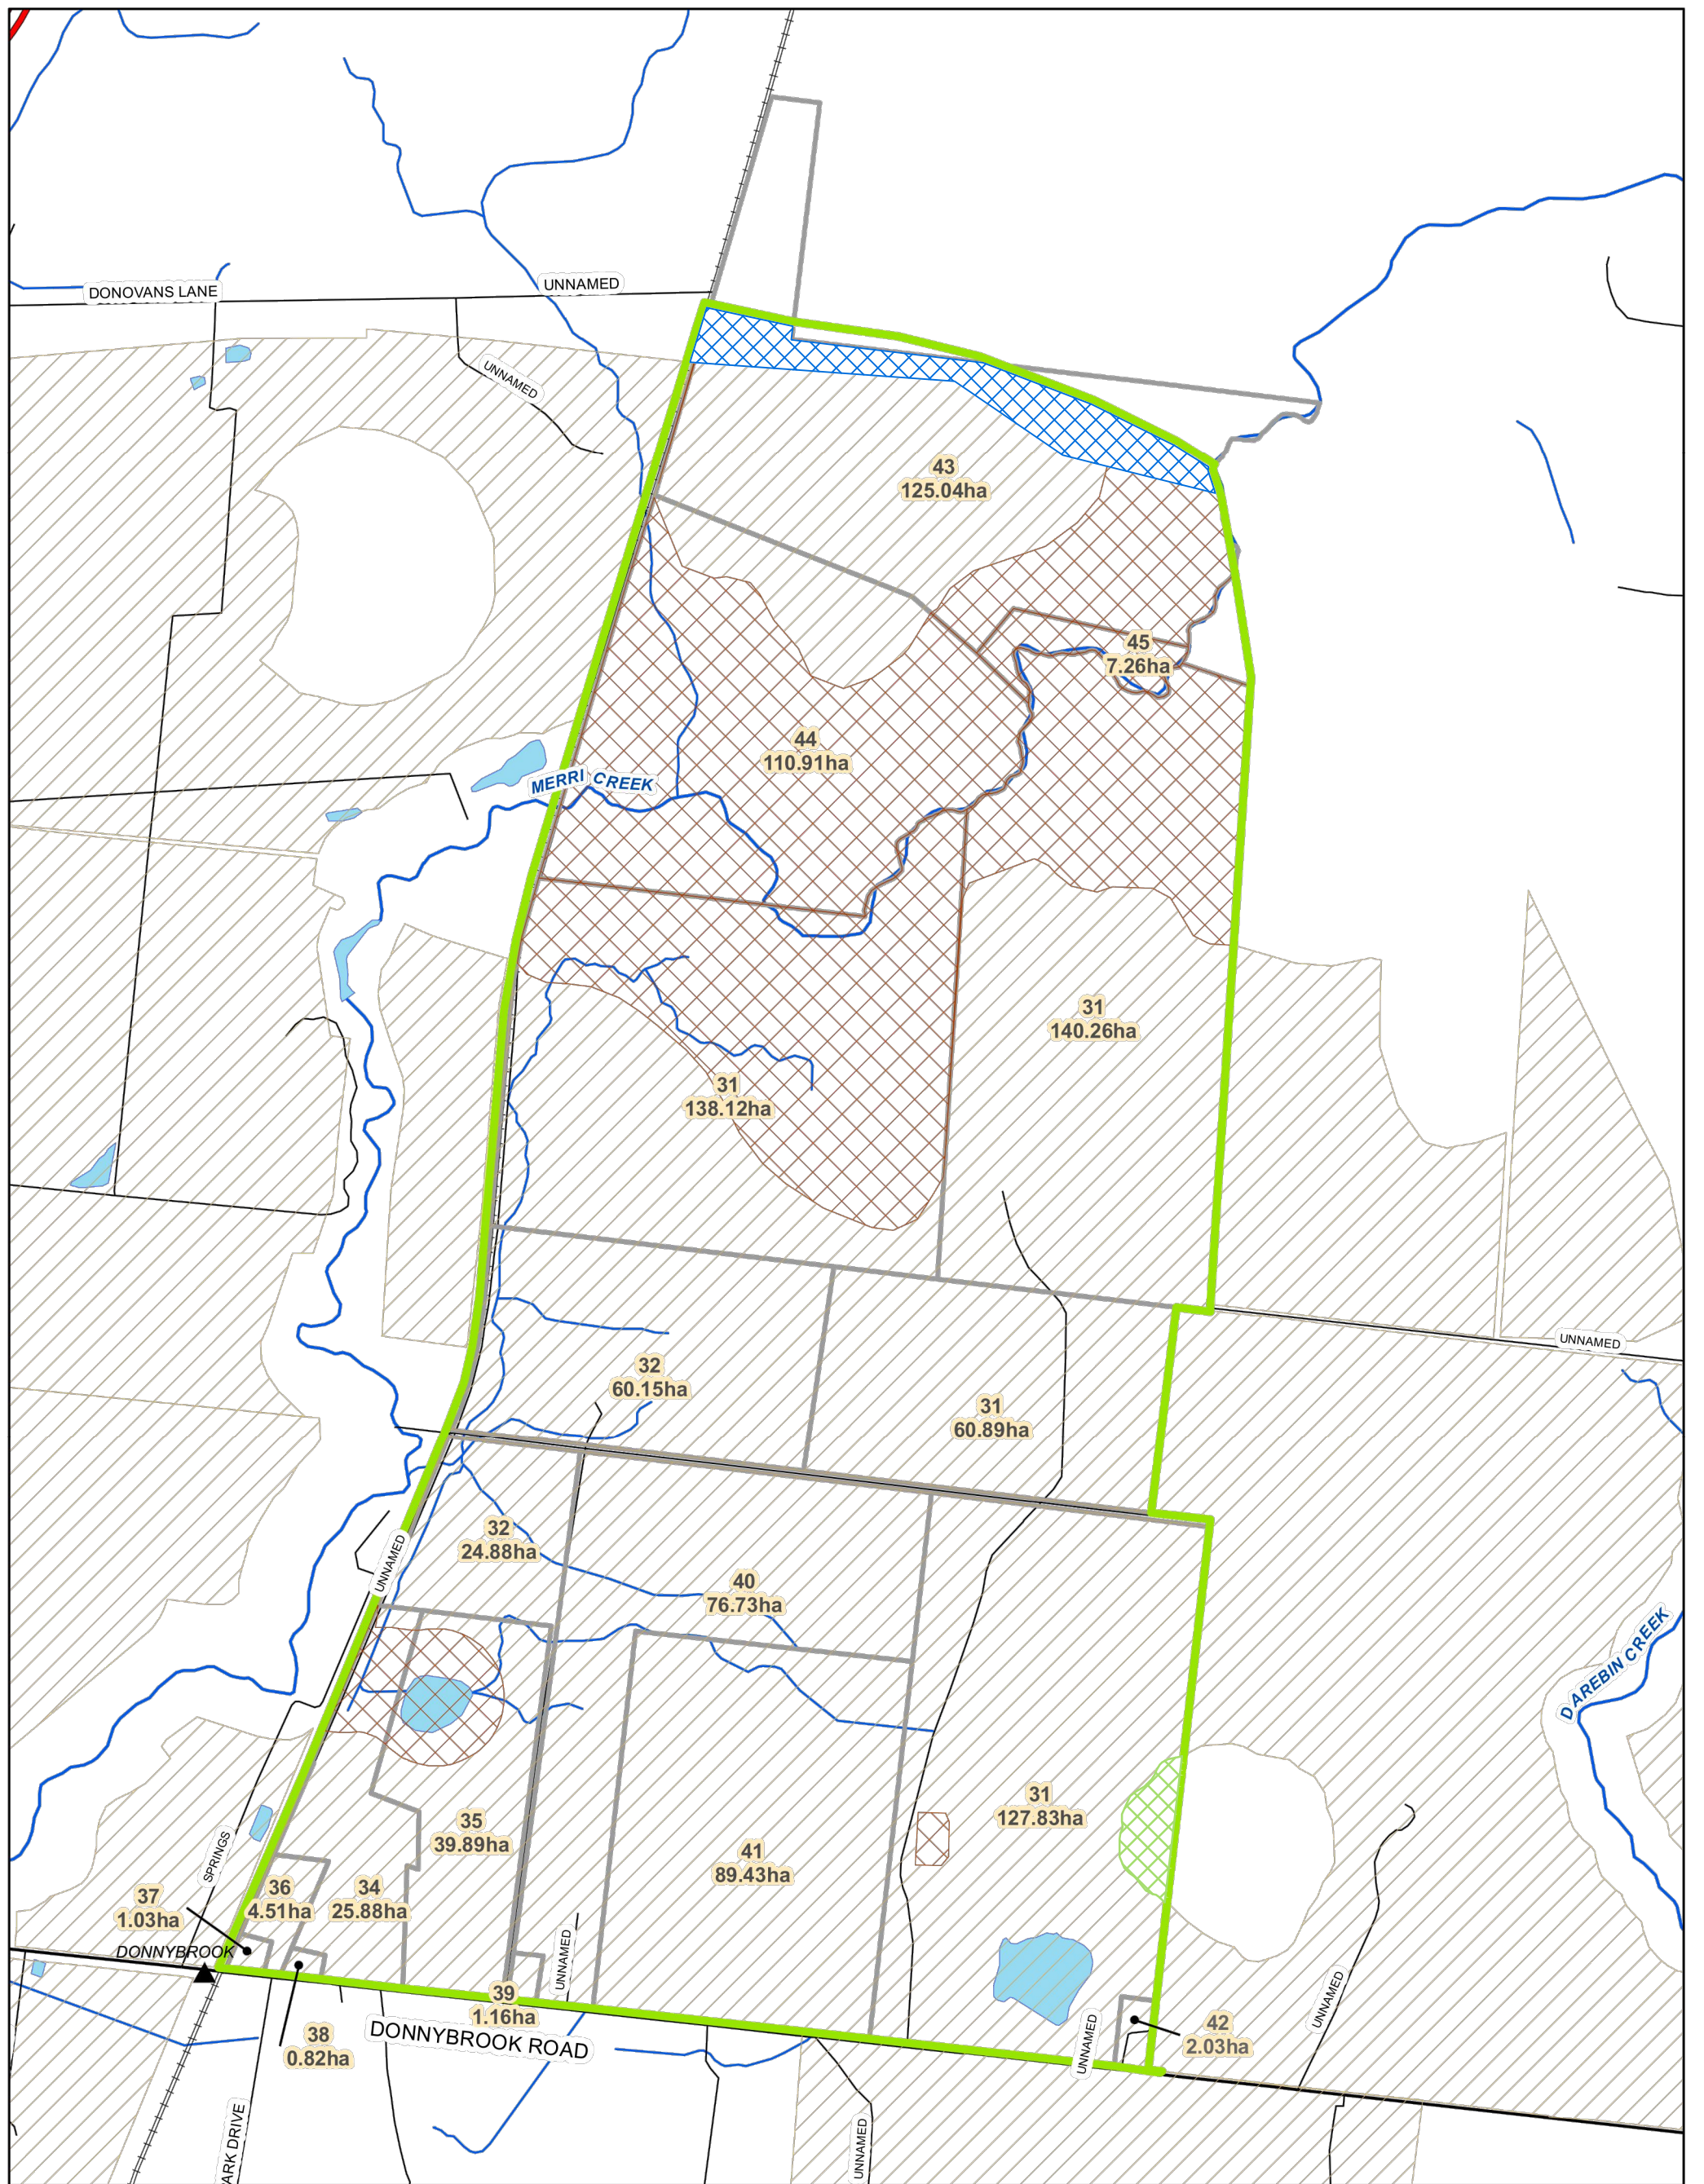 DONOVANS LANE
UNNAMED
UNNAMED
43
125.04ha
45
7.26ha
44
110.91ha
MERRI CREEK
31
140.26ha
31
138.12ha
UNNAMED
32
60.15ha
31
60.89ha
32
24.88ha
UNNAMED
40
76.73ha
DAREBIN CREEK
31
127.83ha
35
39.89ha
41
89.43ha
SPRINGS
36
4.51ha
34
25.88ha
37
1.03ha
DONNYBROOK
UNNAMED
39
1.16ha
38
0.82ha
DONNYBROOK ROAD
UNNAMED
42
2.03ha
UNNAMED
ARK DRIVE
UNNAMED